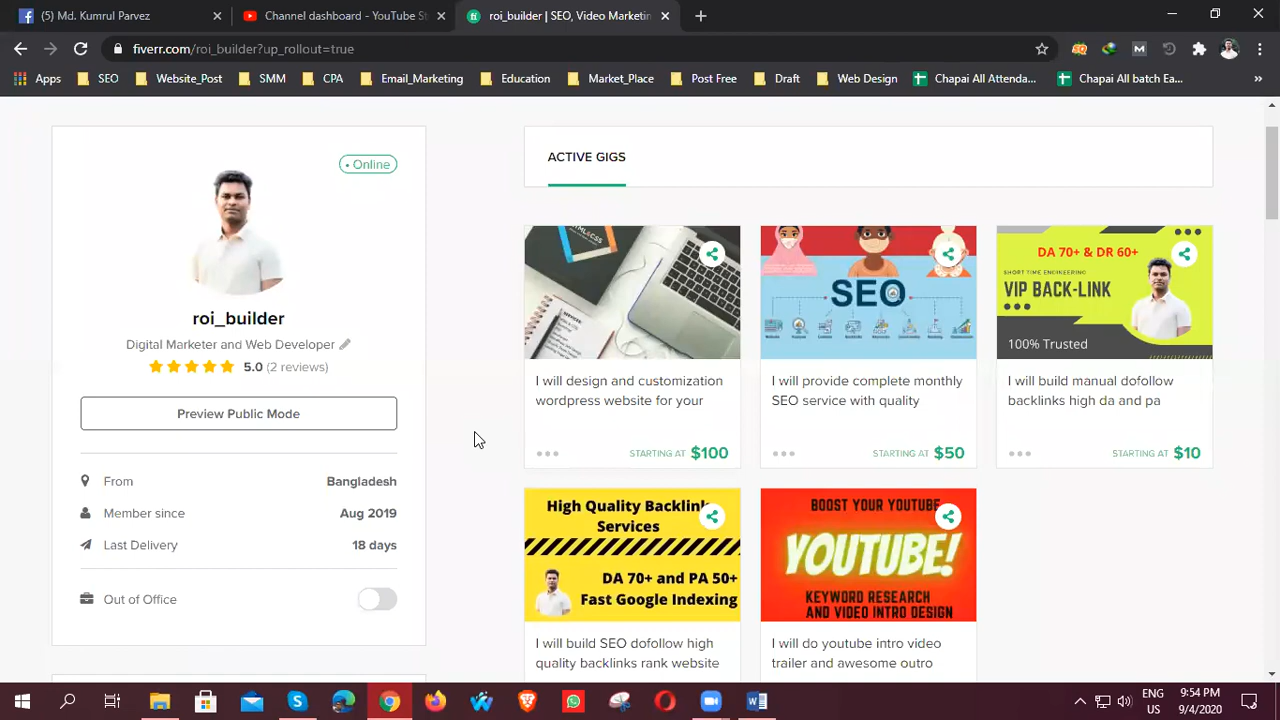 (5) Md. Kumrul Parvez
Channel dashboard - YouTube S
roi_builder | SEO, Video Marketin
fiverr.com/roi_builder?up_rollout=true
Apps
SEO
Website_Post
SMM
CPA
Email_Marketing
Education
Market_Place
Post Free
Draft
Web Design
Chapai All Attenda...
Chapai All batch Ea...
»
• Online
roi_builder
Digital Marketer and Web Developer
5.0 (2 reviews)
Preview Public Mode
From Bangladesh
Member since Aug 2019
Last Delivery 18 days
Out of Office
ACTIVE GIGS
I will design and customization
wordpress website for your
STARTING AT $100
SEO
I will provide complete monthly
SEO service with quality
STARTING AT $50
DA 70+ & DR 60+
SHORT TIME ENGINEERING
VIP BACK-LINK
100% Trusted
I will build manual dofollow
backlinks high da and pa
STARTING AT $10
High Quality Backlink
Services
DA 70+ and PA 50+
Fast Google Indexing
I will build SEO dofollow high
quality backlinks rank website
BOOST YOUR YOUTUBE
YOUTUBE!
KEYWORD RESEARCH
AND VIDEO INTRO DESIGN
I will do youtube intro video
trailer and awesome outro
ENG
US
9:54 PM
9/4/2020